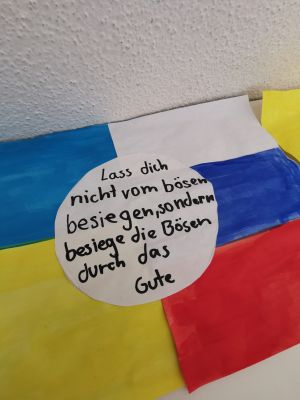 Lass dich
nicht vom bösen
besiegen, sondern
besiege die Bösen
durch das
Gute